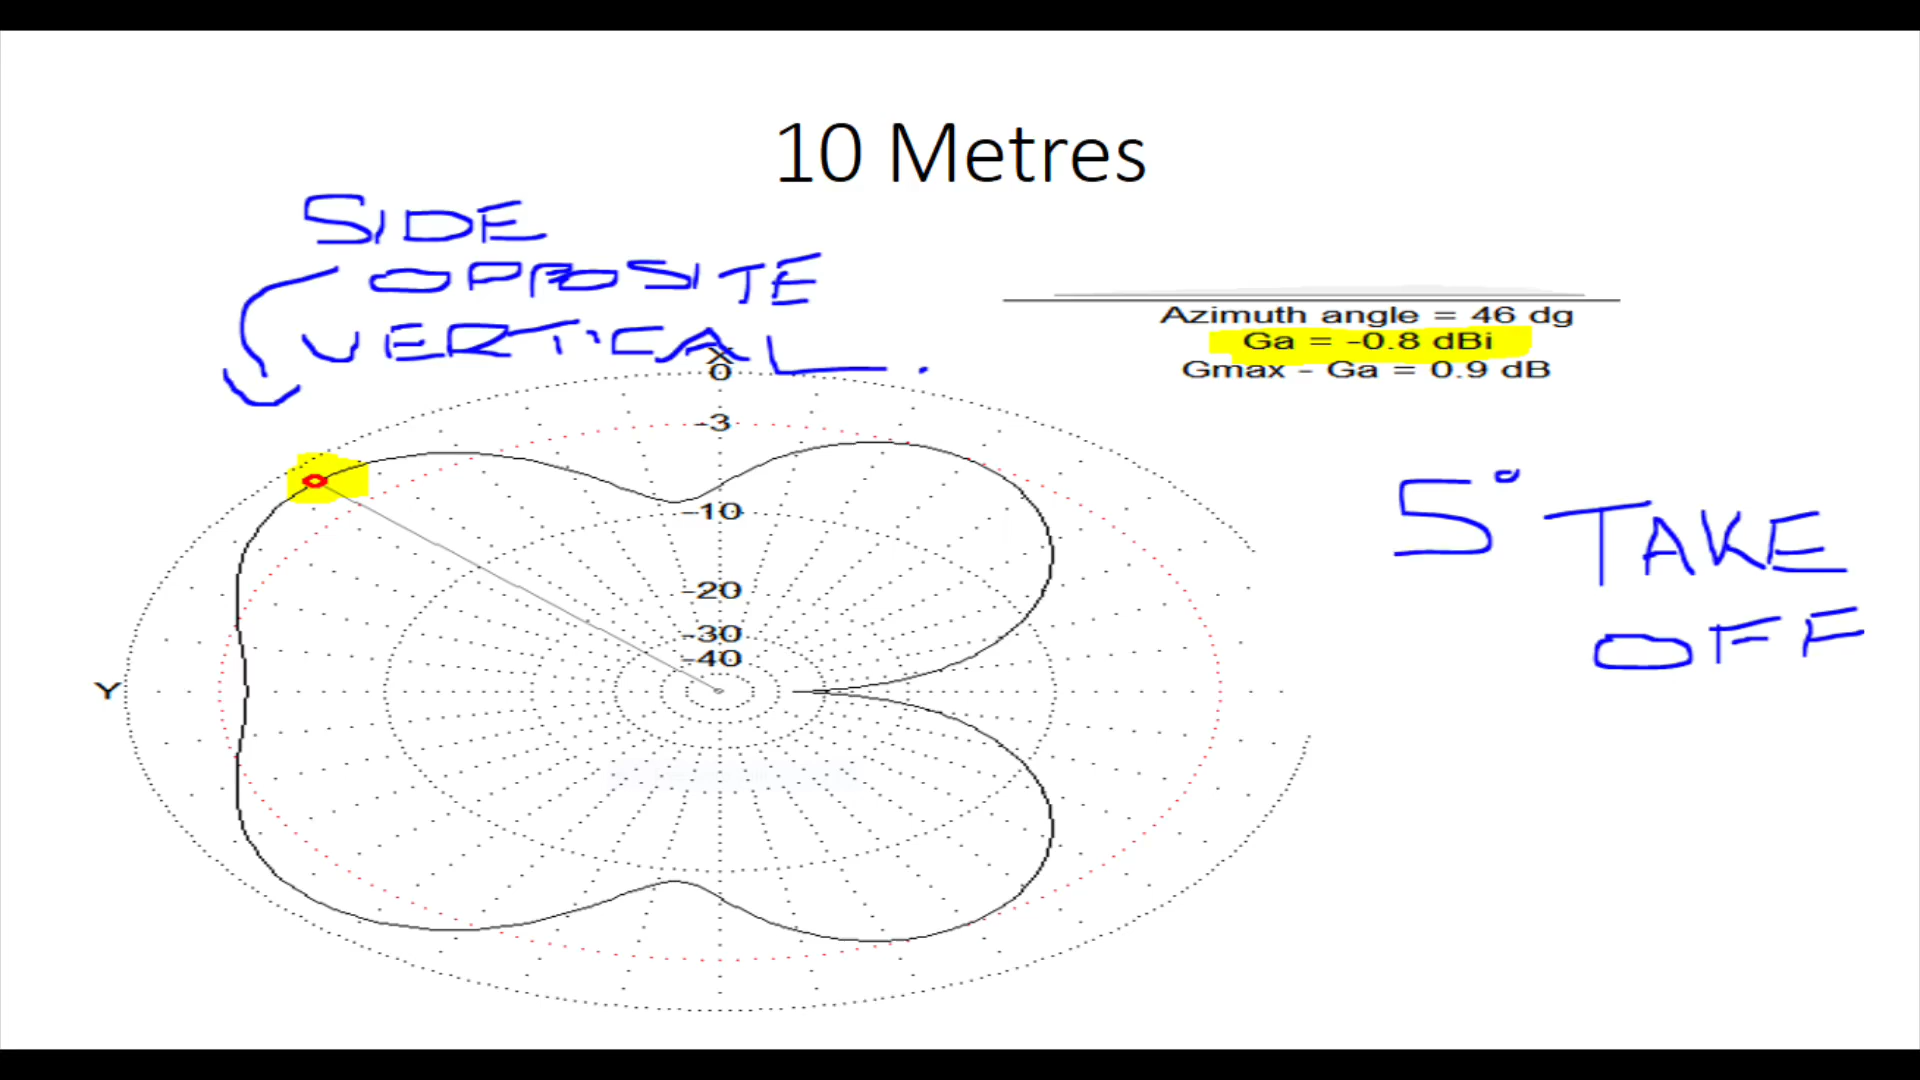 10 Metres
SIDE
OPPOSITE
VERTICAL.
Azimuth angle = 46 dg
Ga = -0.8 dBi
Gmax - Ga = 0.9 dB
X
0
-3
-10
-20
-30
-40
Y
5° TAKE
OFF